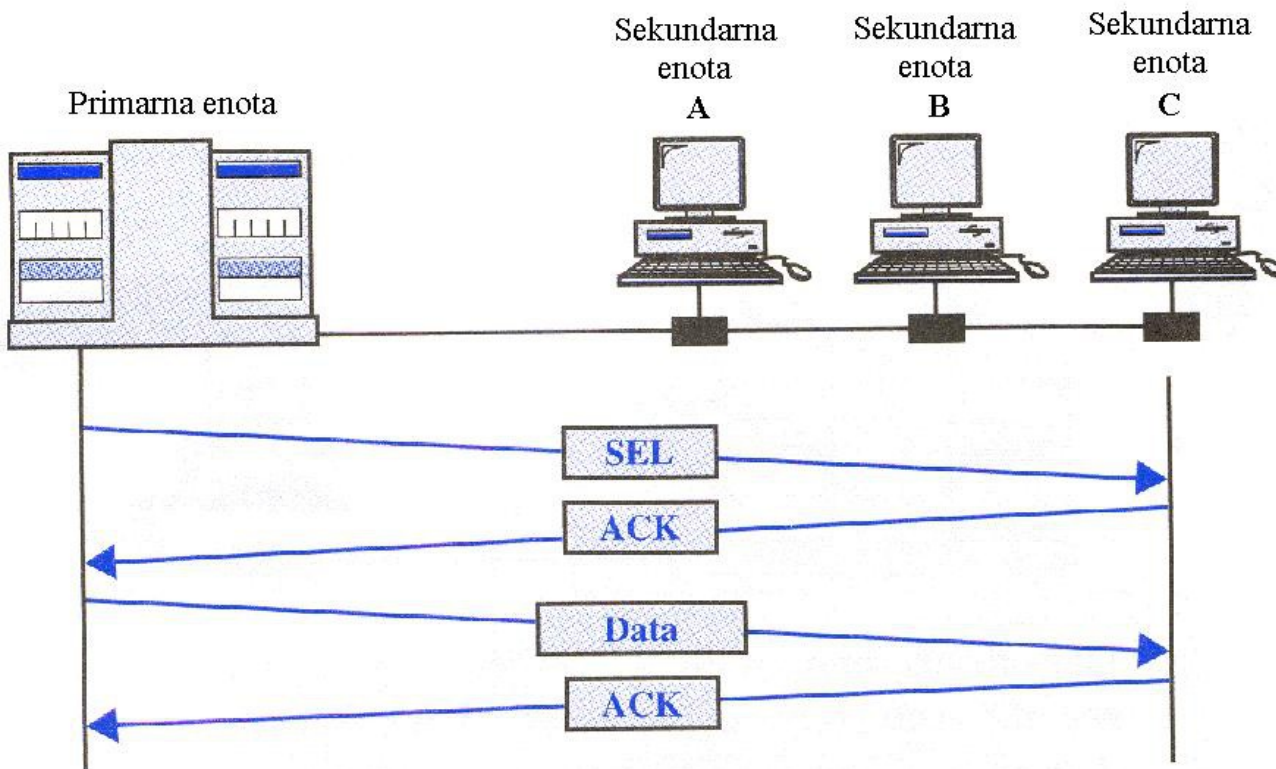 Primarna enota
Sekundarna
enota
A
Sekundarna
enota
B
Sekundarna
enota
C
SEL
ACK
Data
ACK